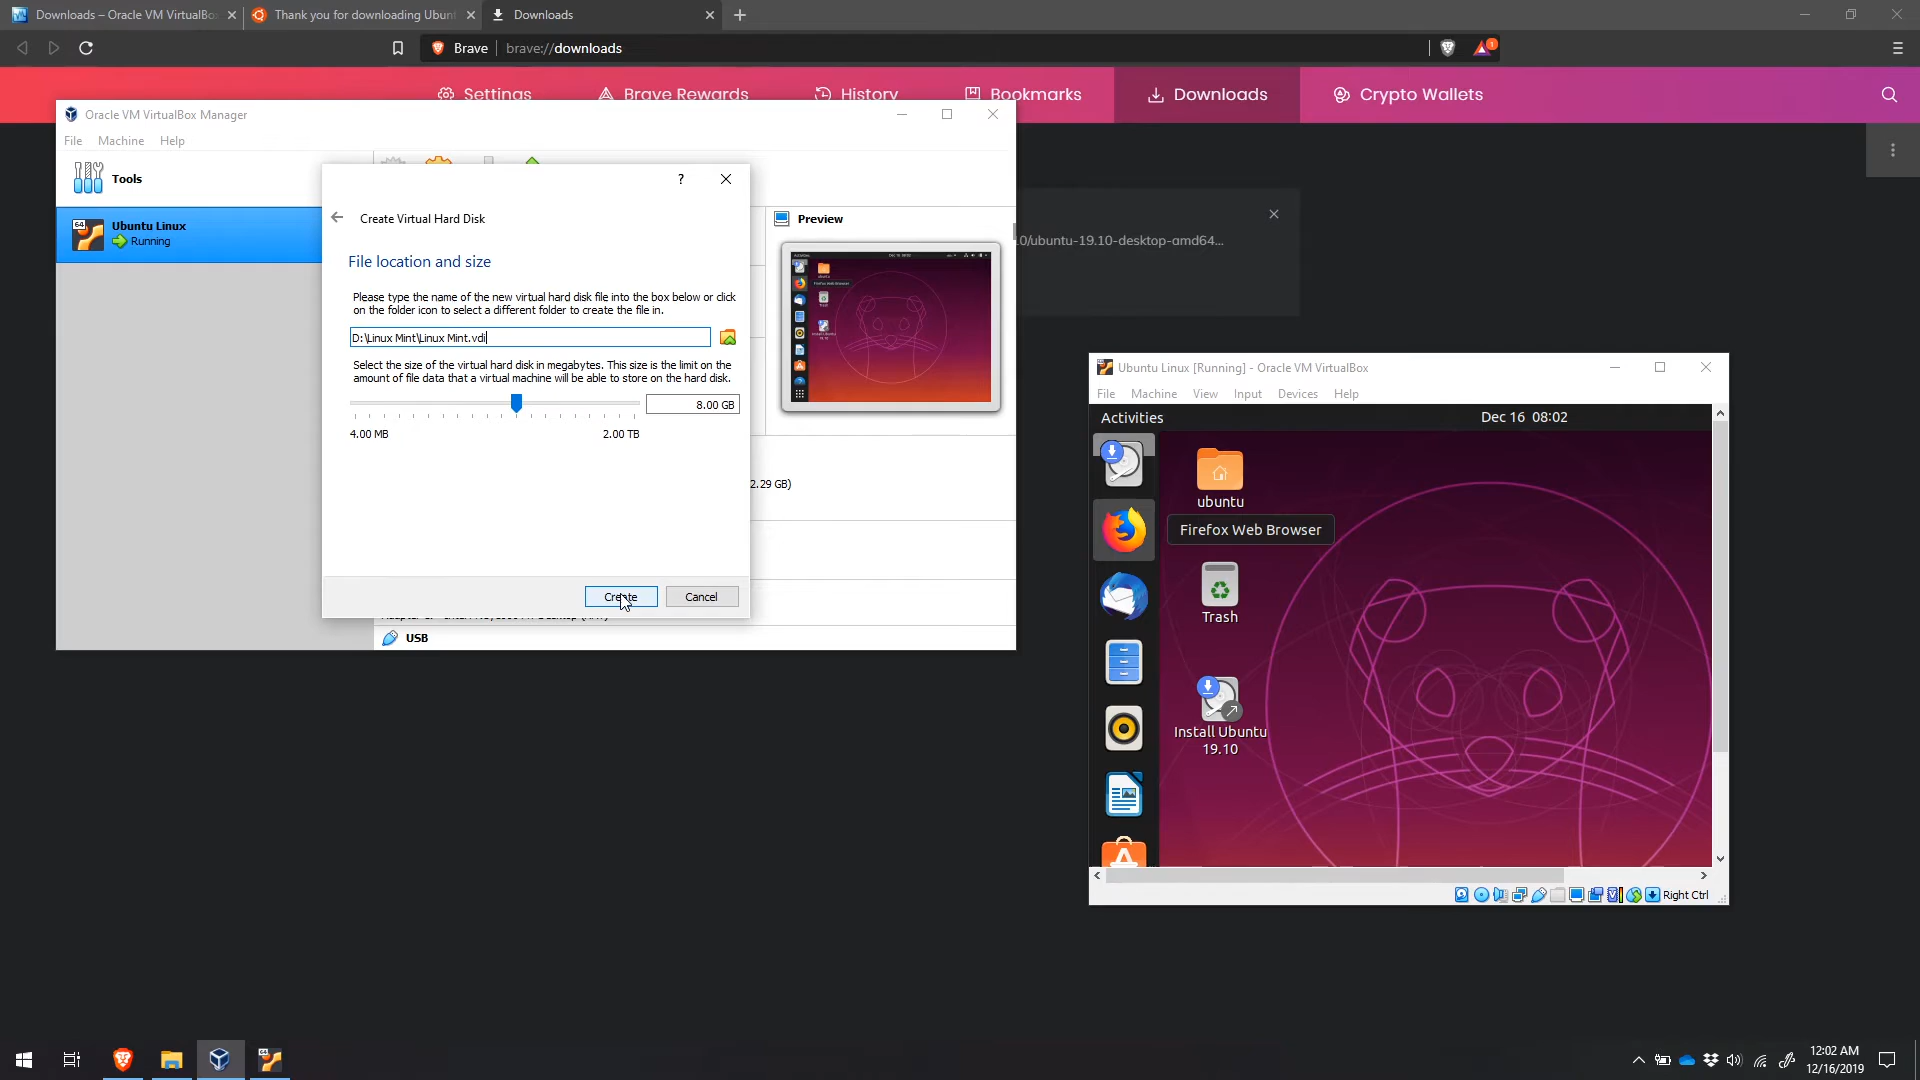 Downloads – Oracle VM VirtualBox
Thank you for downloading Ubunt
Downloads
Brave
brave://downloads
1
Settings
Brave Rewards
History
Bookmarks
Downloads
Crypto Wallets
Oracle VM VirtualBox Manager
File Machine Help
Tools
64
Ubuntu Linux
Running
?
Create Virtual Hard Disk
File location and size
Please type the name of the new virtual hard disk file into the box below or click
on the folder icon to select a different folder to create the file in.
D:\Linux Mint\Linux Mint.vdi
Select the size of the virtual hard disk in megabytes. This size is the limit on the
amount of file data that a virtual machine will be able to store on the hard disk.
8.00 GB
4.00 MB
2.00 TB
Create
Cancel
Preview
2.29 GB)
USB
0/ubuntu-19.10-desktop-amd64...
Ubuntu Linux [Running] - Oracle VM VirtualBox
File Machine View Input Devices Help
Activities
Dec 16 08:02
ubuntu
Firefox Web Browser
Trash
Install Ubuntu
19.10
Right Ctrl
12:02 AM
12/16/2019